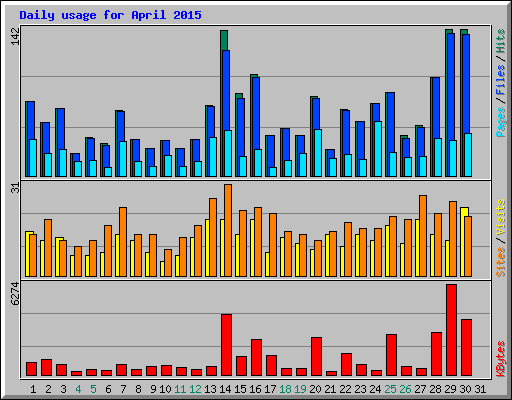 Daily usage for April 2015
142
Pages / Files / Hits
31
Sites / Visits
6274
KBytes
1 2 3 4 5 6 7 8 9 10 11 12 13 14 15 16 17 18 19 20 21 22 23 24 25 26 27 28 29 30 31